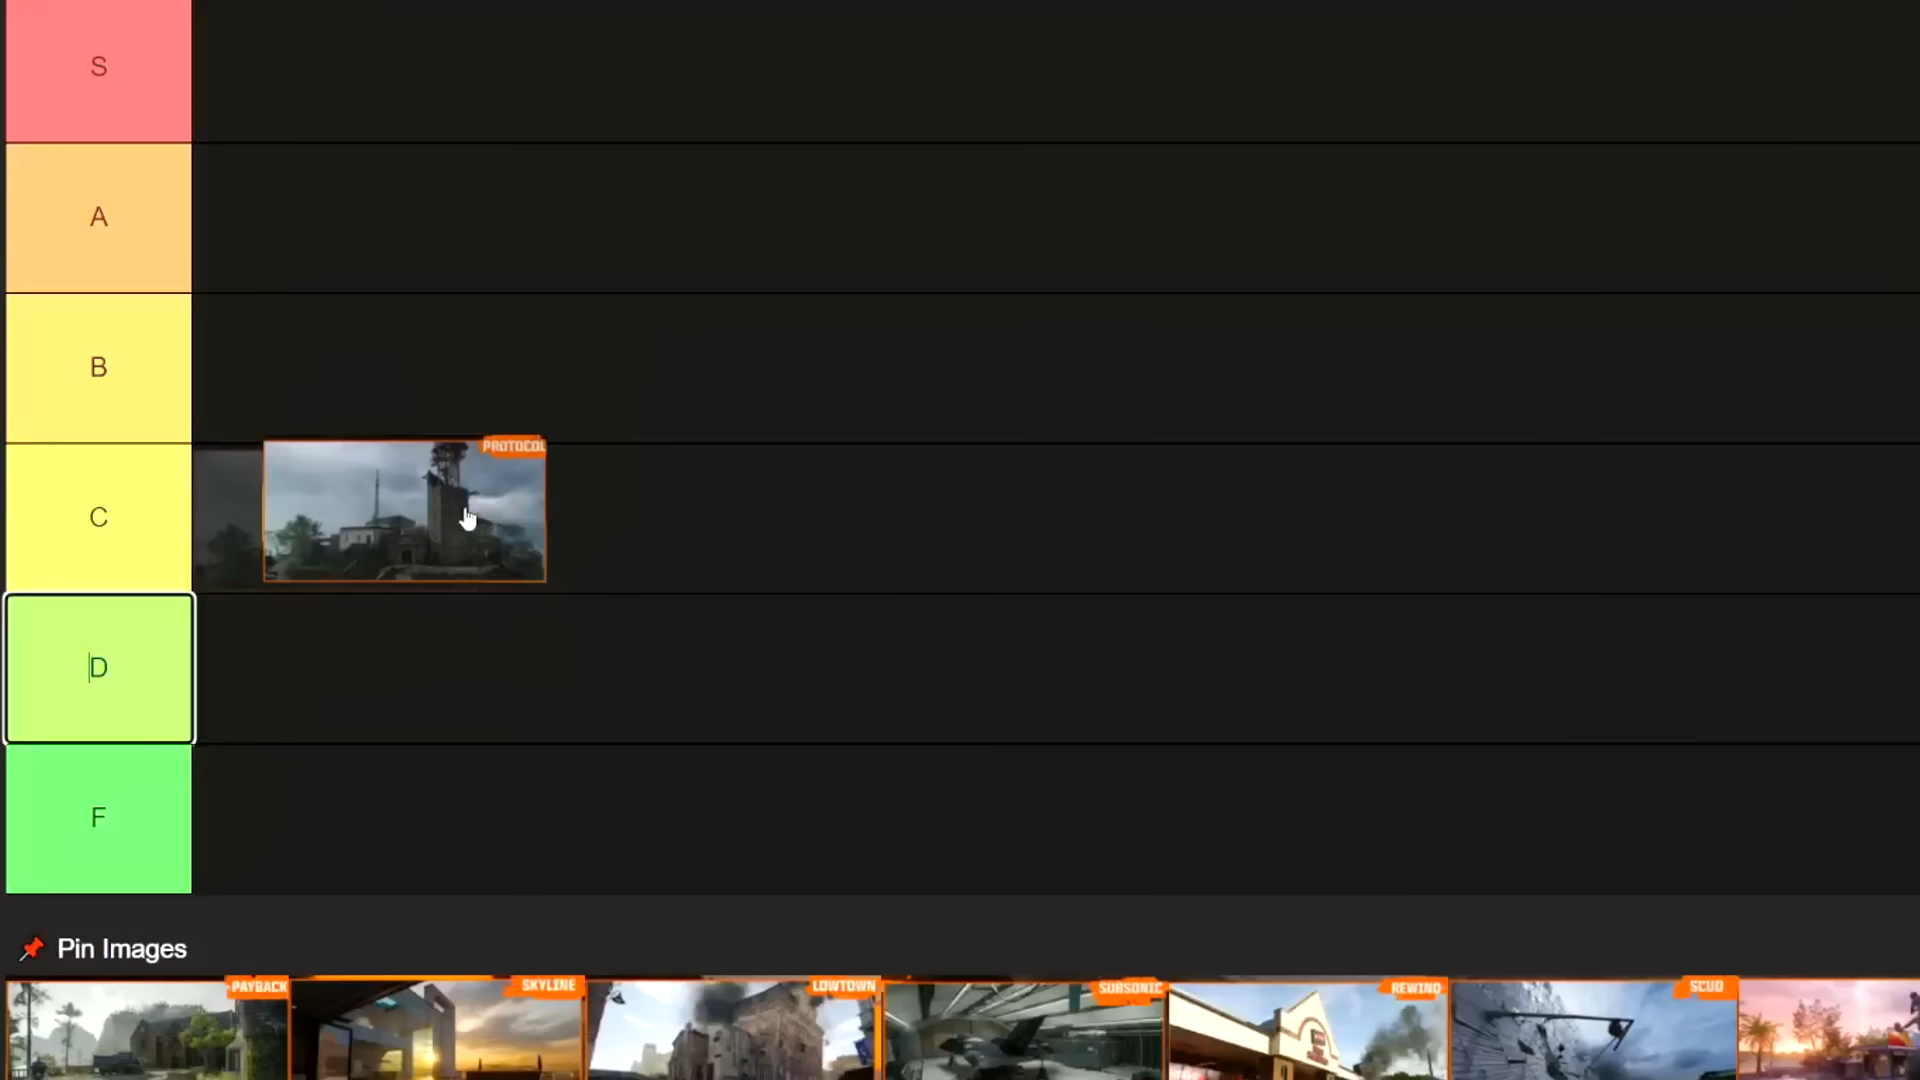 S
A
B
PROTOCOL
C
D
F
Pin Images
PAYBACK
SKYLINE
LOWTOWN
SUBSONIC
REWIND
SCUD